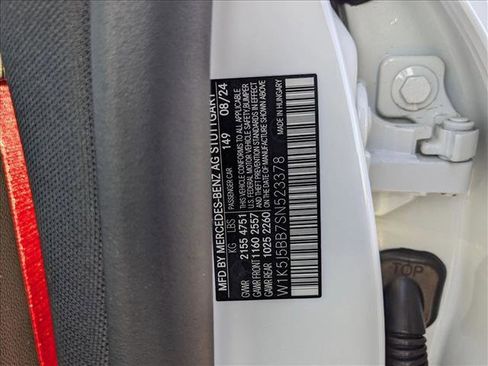 MFD BY MERCEDES-BENZ AG STUTTGART
PASSENGER CAR 149 08/24
KG LBS
GVWR 2155 4751
GAWR FRONT 1160 2557
GAWR REAR 1025 2260
THIS VEHICLE CONFORMS TO ALL APPLICABLE
U.S. FEDERAL MOTOR VEHICLE SAFETY, BUMPER
AND THEFT PREVENTION STANDARDS IN EFFECT
ON THE DATE OF MANUFACTURE SHOWN ABOVE
W1K5J5BB7SN523378 MADE IN HUNGARY
TOP